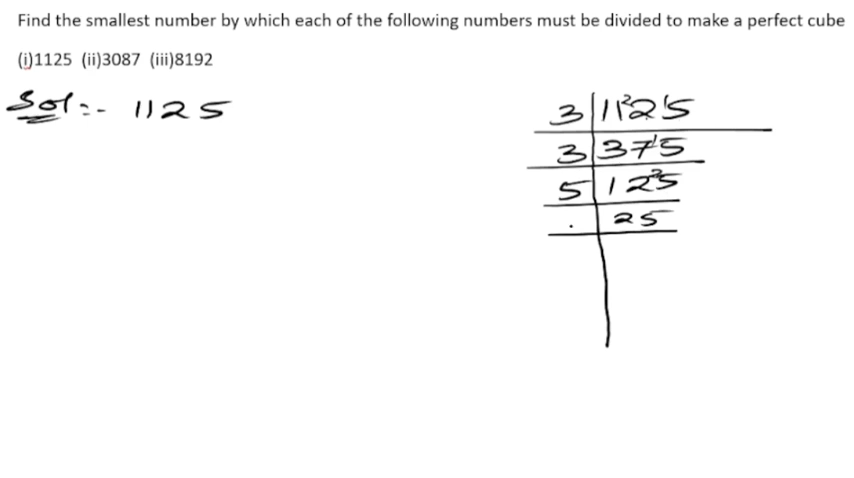 Find the smallest number by which each of the following numbers must be divided to make a perfect cube
(i)1125 (ii)3087 (iii)8192
Sol:- 1125
3 1125
3 375
5 125
. 25